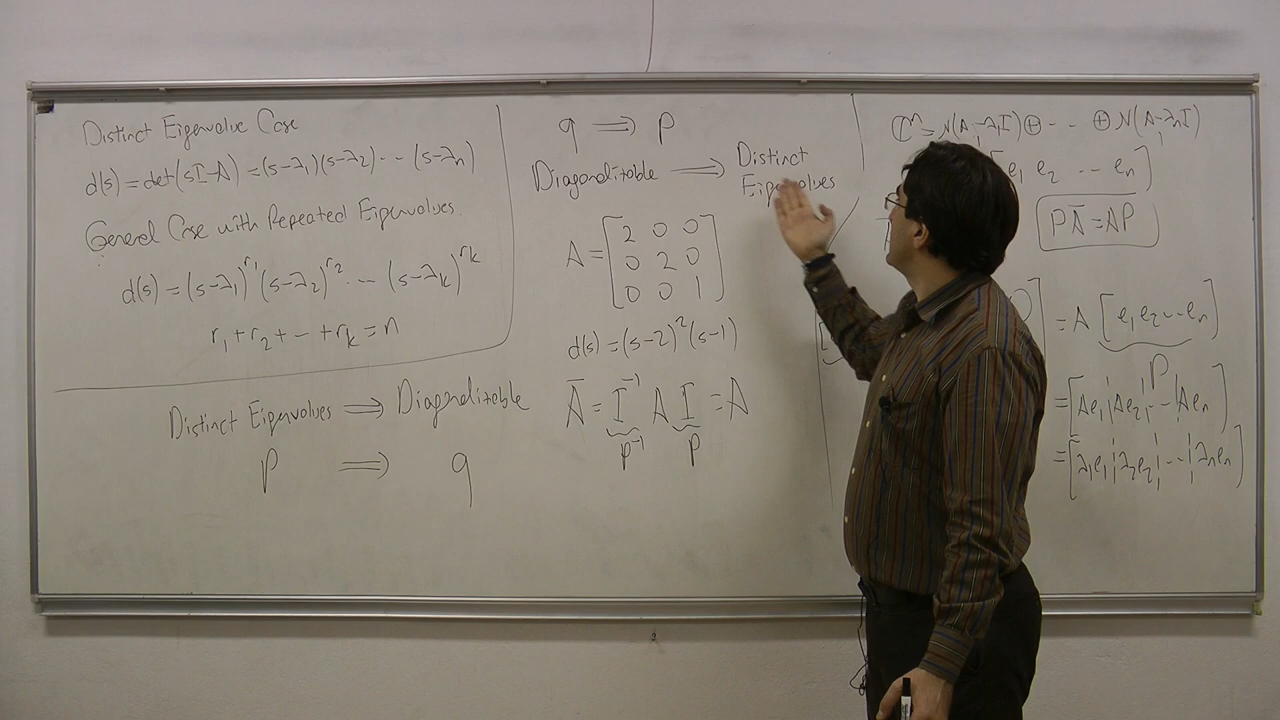 Distinct Eigenvalue Case
d(s) = det(sI-A) = (s-λ₁)(s-λ₂) ... (s-λₙ)
General Case with Repeated Eigenvalues.
d(s) = (s-λ₁)^r₁ (s-λ₂)^r₂ ... (s-λₖ)^rₖ
r₁+r₂+ ... +rₖ = n
Distinct Eigenvalues ⟹ Diagonalizable
p ⟹ q
q ⟹ p
Diagonalizable ⟹ Distinct
Eigenvalues
A = [2 0 0
0 2 0
0 0 1]
d(s) = (s-2)²(s-1)
Ā = I⁻¹ A I = A
P⁻¹ P
ℂⁿ = N(A-λ₁I) ⊕ ... ⊕ N(A-λₙI)
e₁ e₂ ... eₙ]
PĀ = AP
= A [e₁ e₂ ... eₙ]
P
= [Ae₁ | Ae₂ | ... | Aeₙ]
= [λ₁e₁ | λ₂e₂ | ... | λₙeₙ]